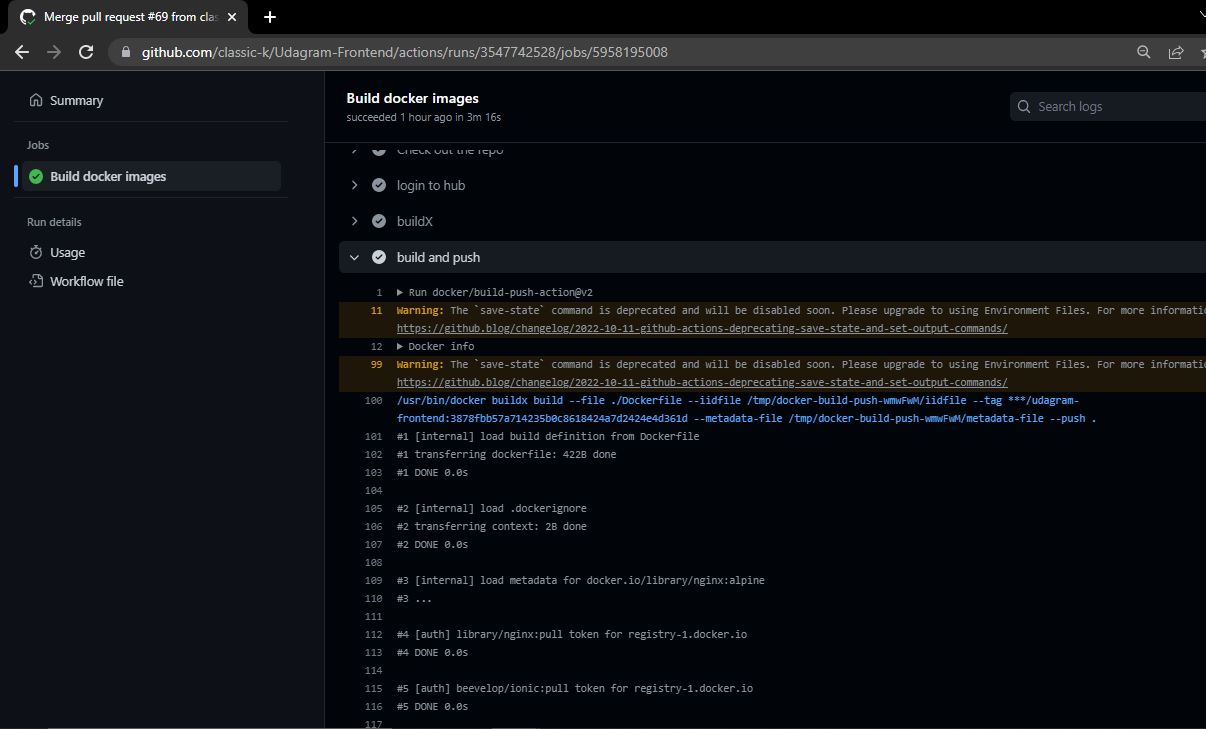 Merge pull request #69 from clas
github.com/classic-k/Udagram-Frontend/actions/runs/3547742528/jobs/5958195008
Summary
Jobs
Build docker images
Run details
Usage
Workflow file
Build docker images
succeeded 1 hour ago in 3m 16s
Search logs
Check out the repo
login to hub
buildX
build and push
1 Run docker/build-push-action@v2
11 Warning: The `save-state` command is deprecated and will be disabled soon. Please upgrade to using Environment Files. For more informatio
https://github.blog/changelog/2022-10-11-github-actions-deprecating-save-state-and-set-output-commands/
12 Docker info
99 Warning: The `save-state` command is deprecated and will be disabled soon. Please upgrade to using Environment Files. For more informatio
https://github.blog/changelog/2022-10-11-github-actions-deprecating-save-state-and-set-output-commands/
100 /usr/bin/docker buildx build --file ./Dockerfile --iidfile /tmp/docker-build-push-wmwFwM/iidfile --tag ***/udagram-
frontend:3878fbb57a714235b0c8618424a7d2424e4d361d --metadata-file /tmp/docker-build-push-wmwFwM/metadata-file --push .
101 #1 [internal] load build definition from Dockerfile
102 #1 transferring dockerfile: 422B done
103 #1 DONE 0.0s
104
105 #2 [internal] load .dockerignore
106 #2 transferring context: 2B done
107 #2 DONE 0.0s
108
109 #3 [internal] load metadata for docker.io/library/nginx:alpine
110 #3 ...
111
112 #4 [auth] library/nginx:pull token for registry-1.docker.io
113 #4 DONE 0.0s
114
115 #5 [auth] beevelop/ionic:pull token for registry-1.docker.io
116 #5 DONE 0.0s
117